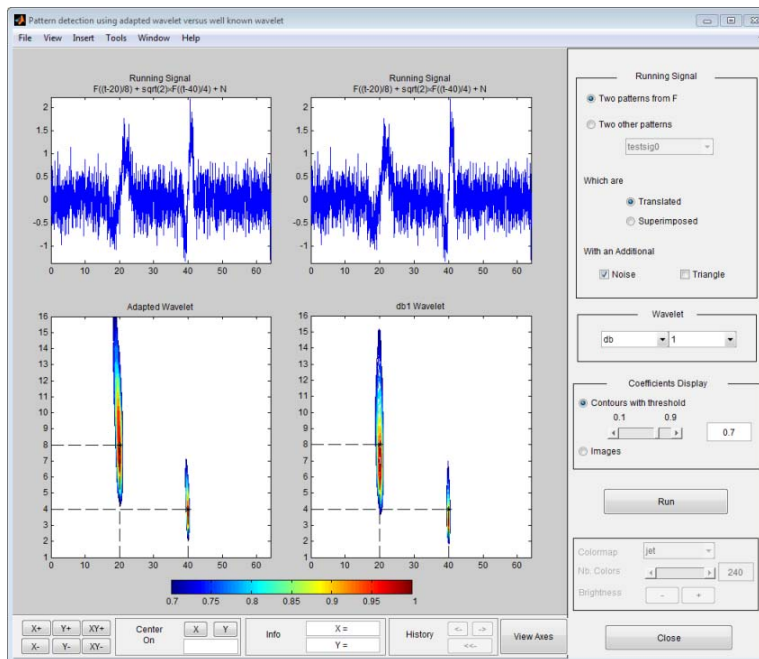 Pattern detection using adapted wavelet versus well known wavelet
File View Insert Tools Window Help
Running Signal
F((t-20)/8) + sqrt(2)×F((t-40)/4) + N
2
1.5
1
0.5
0
-0.5
-1
0 10 20 30 40 50 60
Running Signal
F((t-20)/8) + sqrt(2)×F((t-40)/4) + N
2
1.5
1
0.5
0
-0.5
-1
0 10 20 30 40 50 60
Adapted Wavelet
16
15
14
13
12
11
10
9
8
7
6
5
4
3
2
1
0 10 20 30 40 50 60
db1 Wavelet
16
15
14
13
12
11
10
9
8
7
6
5
4
3
2
1
0 10 20 30 40 50 60
0.7 0.75 0.8 0.85 0.9 0.95 1
Running Signal
Two patterns from F
Two other patterns
testsig0
Which are
Translated
Superimposed
With an Additional
Noise Triangle
Wavelet
db 1
Coefficients Display
Contours with threshold
0.1 0.9
0.7
Images
Run
Colormap jet
Nb. Colors 240
Brightness - +
Close
X+ Y+ XY+
X- Y- XY-
Center
On
X Y
Info
X =
Y =
History
<- ->
<<-
View Axes